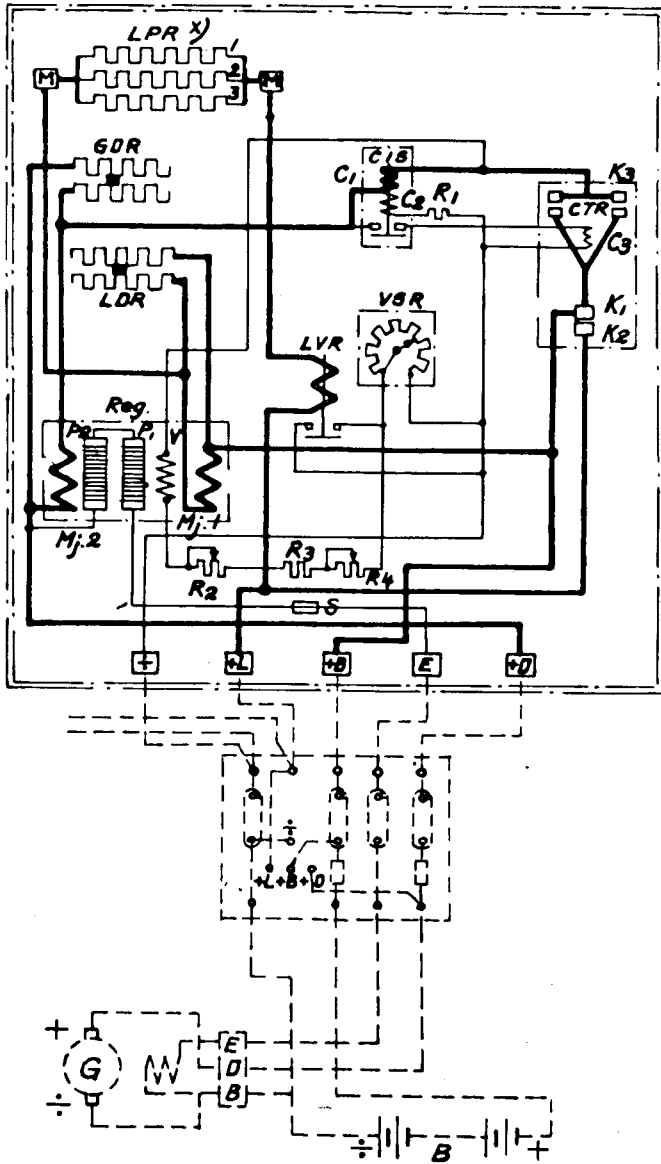 LPR x)
1
2
3
M
M
GDR
LDR
CIS
C1
C2
R1
K3
CTR
C3
K1
K2
VSR
LVR
Reg.
P2
P1
V
Mj.2
Mj.1
R2
R3
R4
S
+
+L
+B
E
+D
÷
+L +B +D
+
G
÷
E
D
B
÷
B
+